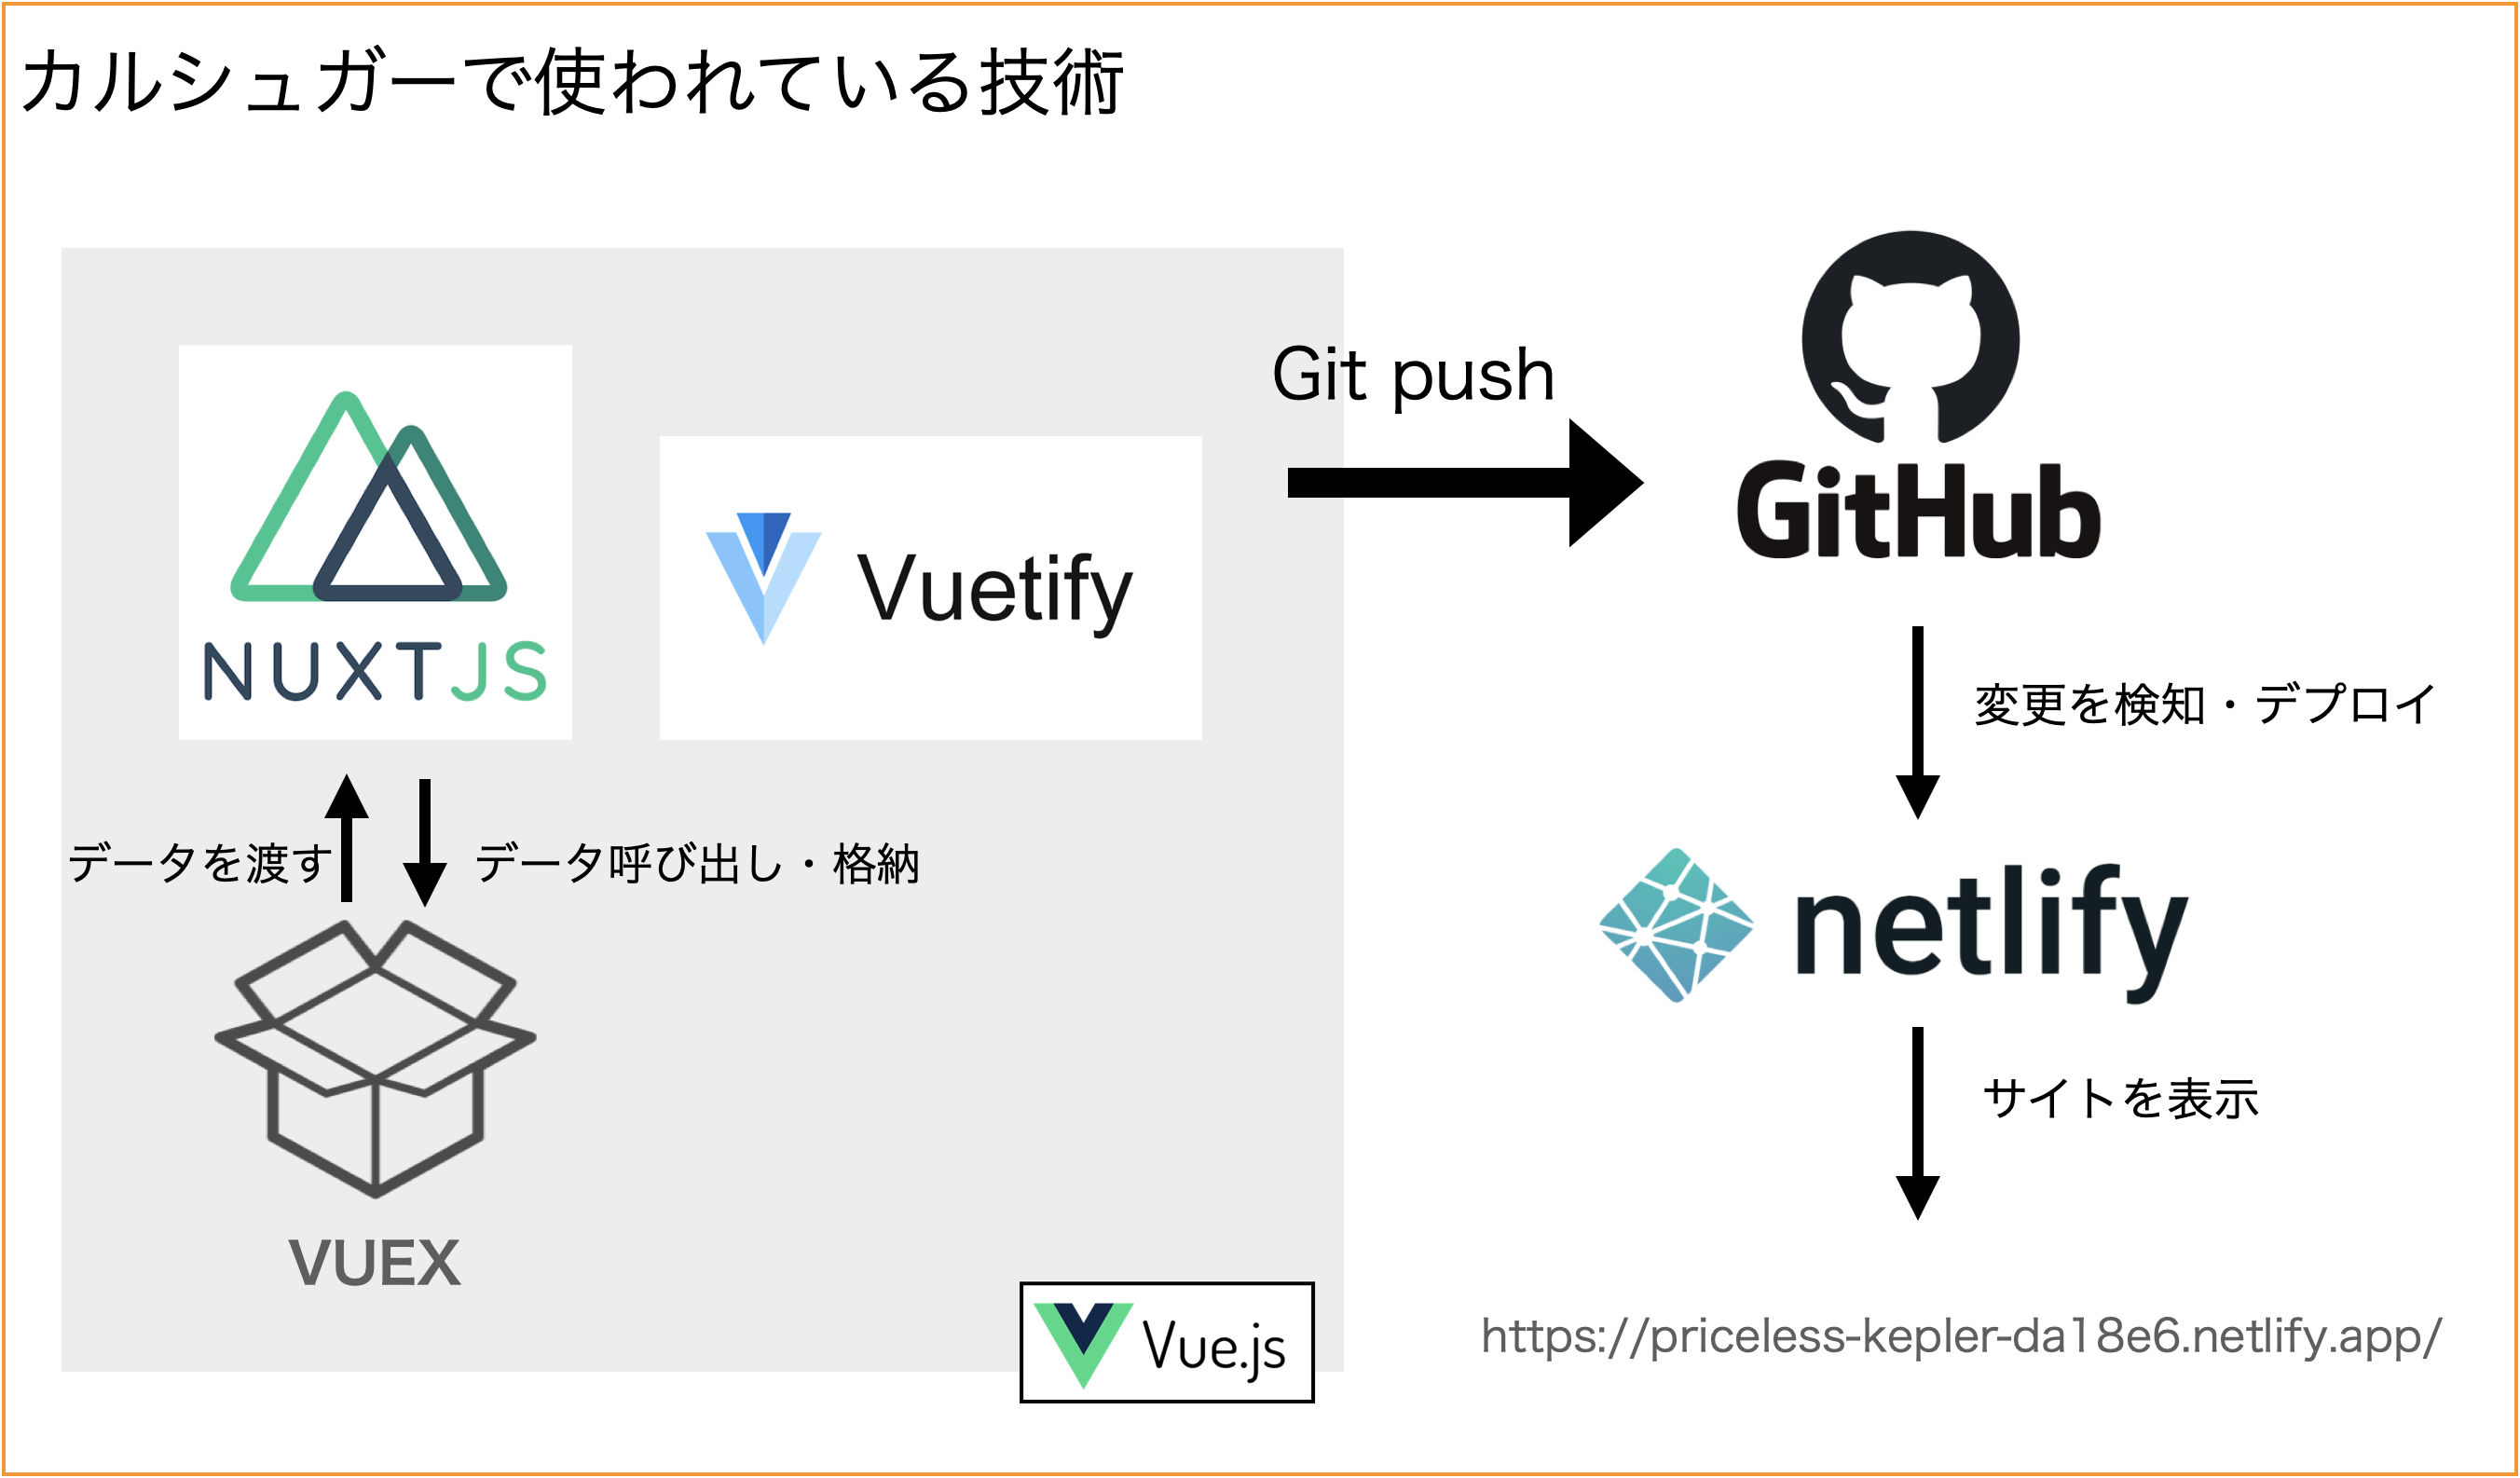 カルシュガーで使われている技術
NUXTJS
Vuetify
データを渡す
データ呼び出し・格納
VUEX
Vue.js
Git push
GitHub
変更を検知・デプロイ
netlify
サイトを表示
https://priceless-kepler-da18e6.netlify.app/